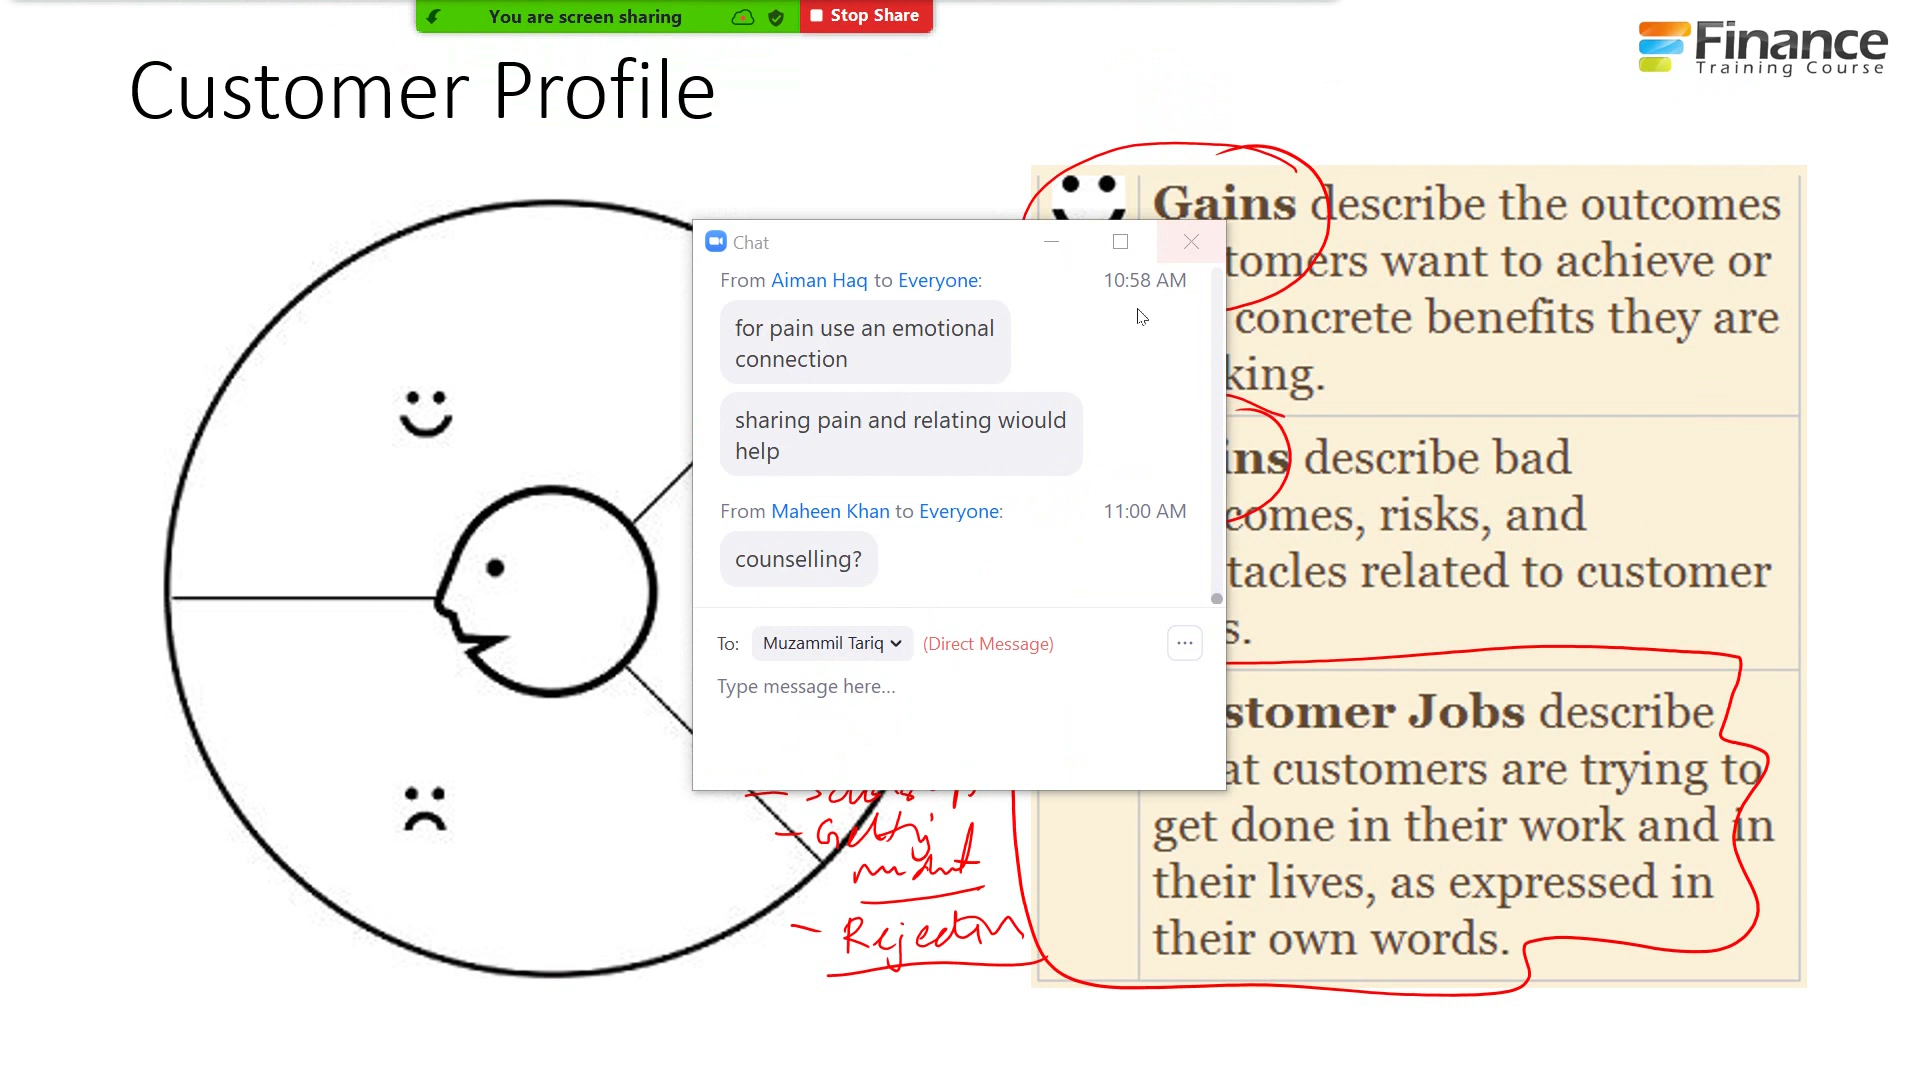 You are screen sharing
Stop Share
Finance
Training Course
Customer Profile
Gains describe the outcomes
tomers want to achieve or
concrete benefits they are
king.
ins describe bad
comes, risks, and
tacles related to customer
s.
stomer Jobs describe
at customers are trying to
get done in their work and in
their lives, as expressed in
their own words.
Chat
From Aiman Haq to Everyone: 10:58 AM
for pain use an emotional
connection
sharing pain and relating wiould
help
From Maheen Khan to Everyone: 11:00 AM
counselling?
To: Muzammil Tariq (Direct Message)
Type message here...
- Getting
- Rejection